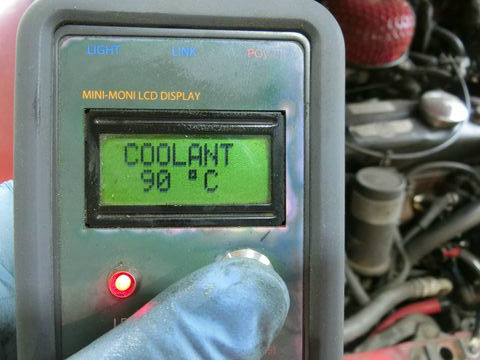 LIGHT LINK
MINI-MONI LCD DISPLAY
COOLANT
90 °C